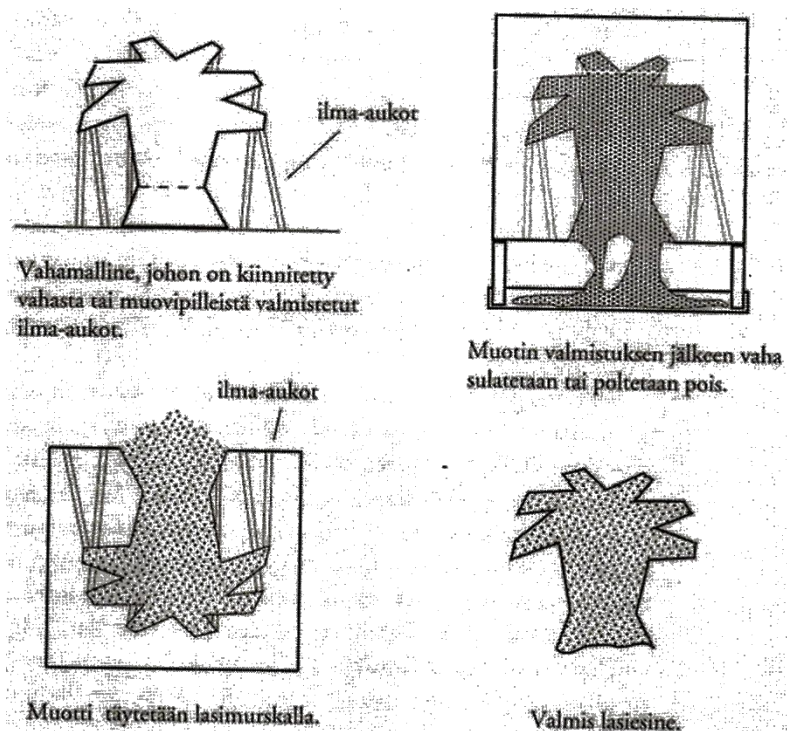 ilma-aukot
Vahamalline, johon on kiinnitetty
vahasta tai muovipilleistä valmistetut
ilma-aukot.
Muotin valmistuksen jälkeen vaha
sulatetaan tai poltetaan pois.
ilma-aukot
Muotti täytetään lasimurskalla.
Valmis lasiesine.